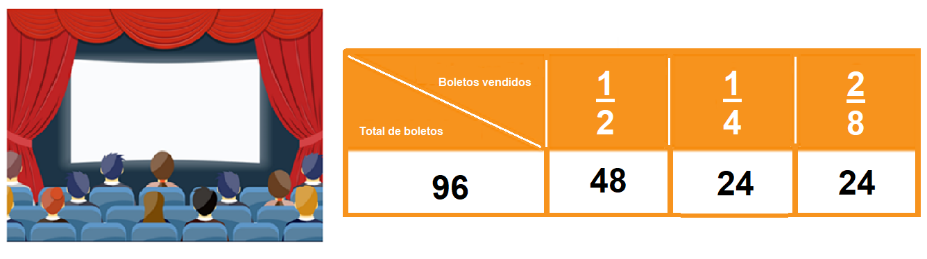 Boletos vendidos
1/2 1/4 2/8
Total de boletos
96 48 24 24